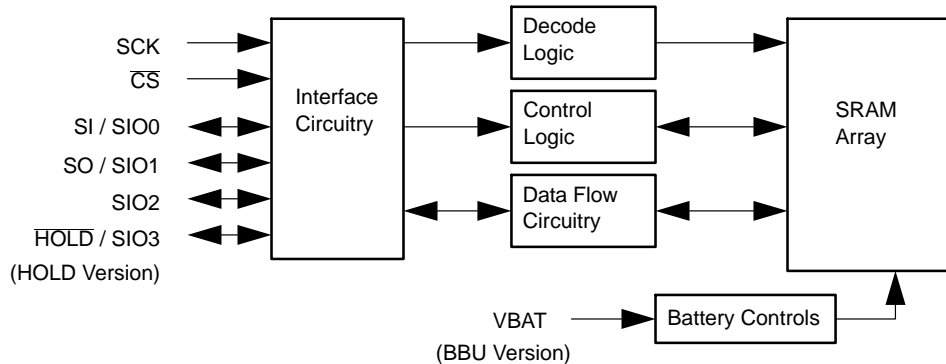 SCK
CS
SI / SIO0
SO / SIO1
SIO2
HOLD / SIO3
(HOLD Version)
Interface
Circuitry
Decode
Logic
Control
Logic
Data Flow
Circuitry
SRAM
Array
VBAT
(BBU Version)
Battery Controls